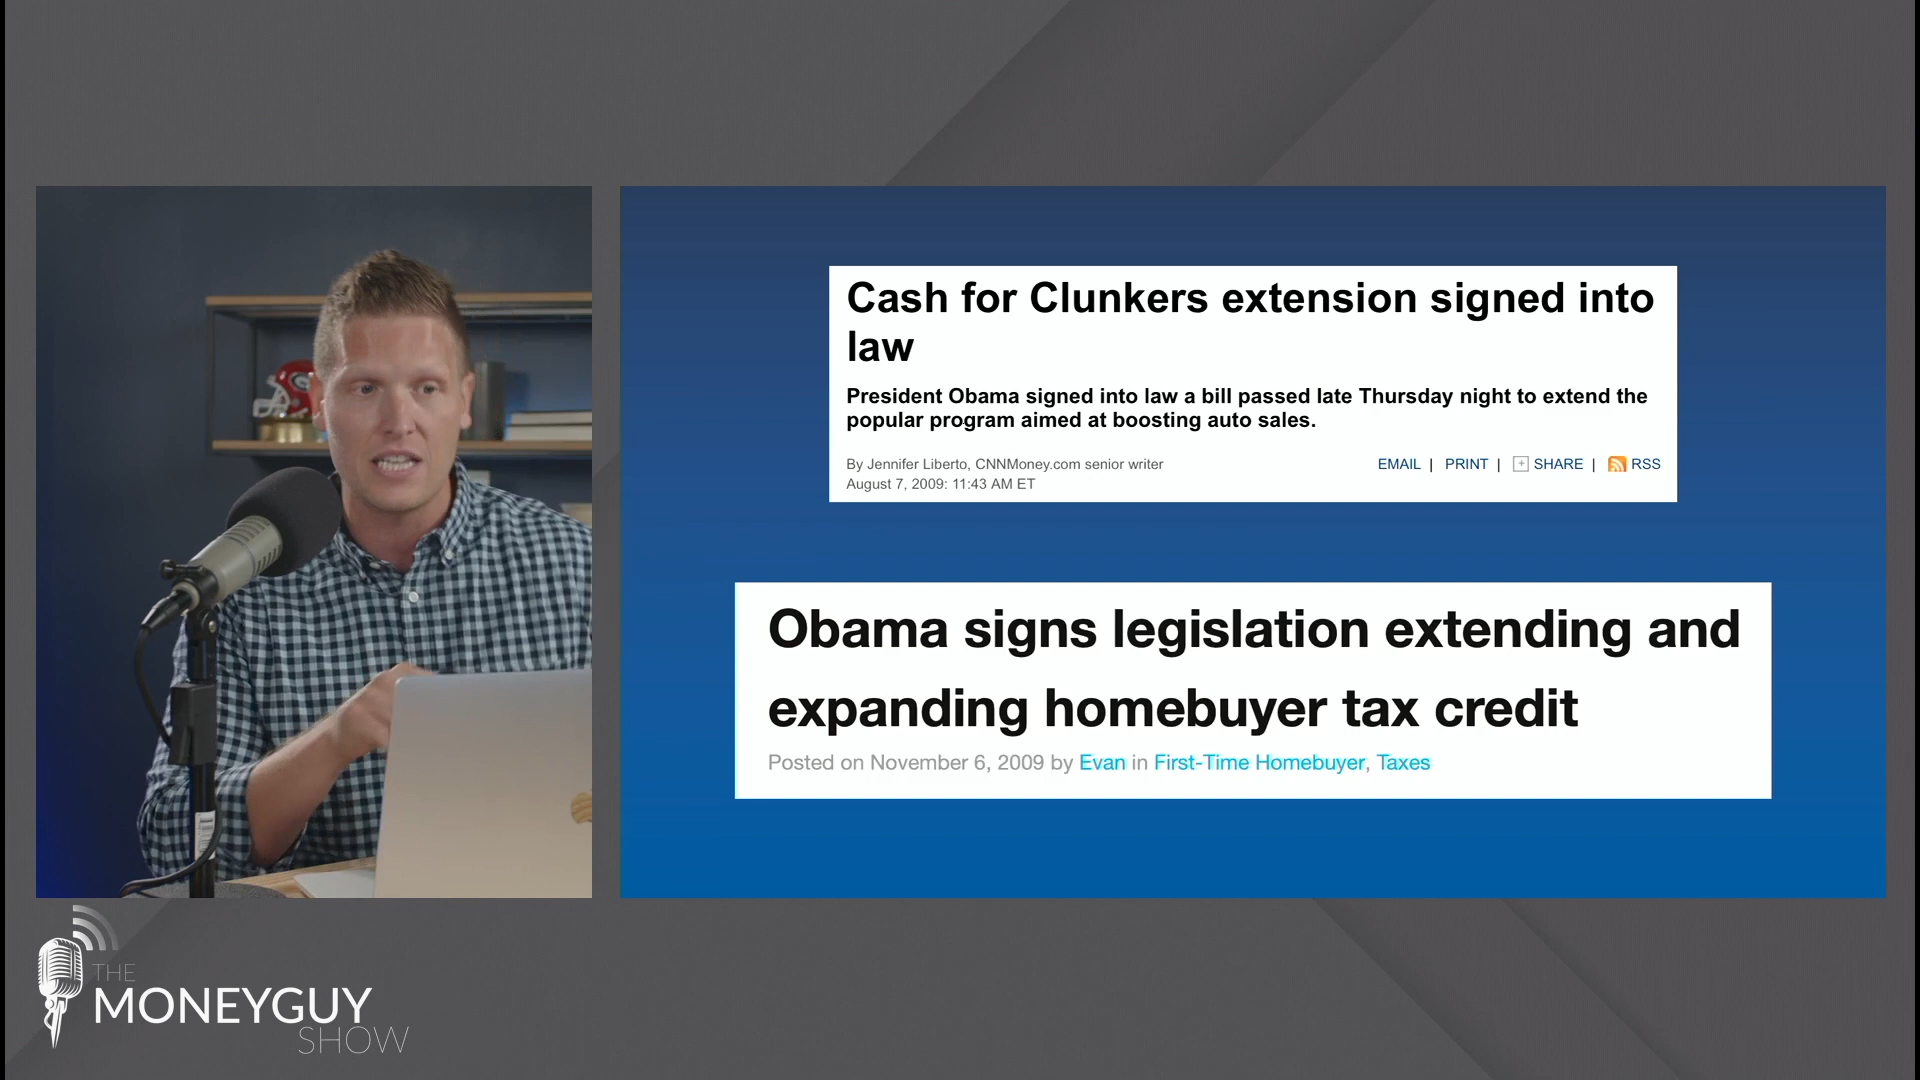 Cash for Clunkers extension signed into
law
President Obama signed into law a bill passed late Thursday night to extend the
popular program aimed at boosting auto sales.
By Jennifer Liberto, CNNMoney.com senior writer
August 7, 2009: 11:43 AM ET
EMAIL | PRINT | SHARE | RSS
Obama signs legislation extending and
expanding homebuyer tax credit
Posted on November 6, 2009 by Evan in First-Time Homebuyer, Taxes
THE
MONEYGUY
SHOW